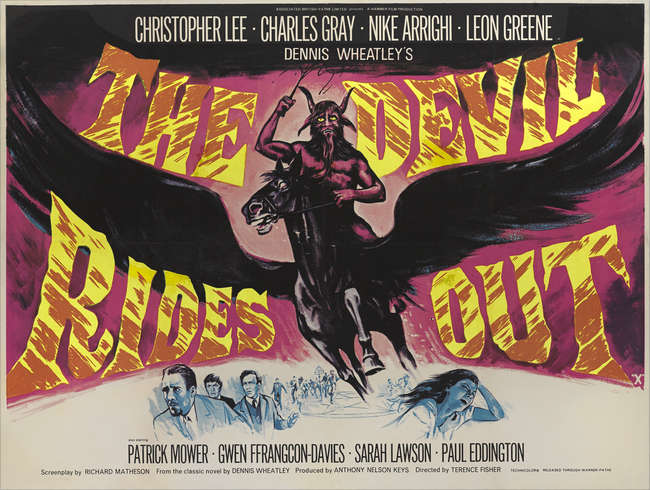 ASSOCIATED BRITISH-PATHE LIMITED presents A HAMMER FILM PRODUCTION
CHRISTOPHER LEE · CHARLES GRAY · NIKE ARRIGHI · LEON GREENE
DENNIS WHEATLEY'S
THE DEVIL
RIDES OUT
X
also starring
PATRICK MOWER · GWEN FFRANGCON-DAVIES · SARAH LAWSON · PAUL EDDINGTON
Screenplay by RICHARD MATHESON From the classic novel by DENNIS WHEATLEY Produced by ANTHONY NELSON KEYS Directed by TERENCE FISHER TECHNICOLOR® RELEASED THROUGH WARNER-PATHE